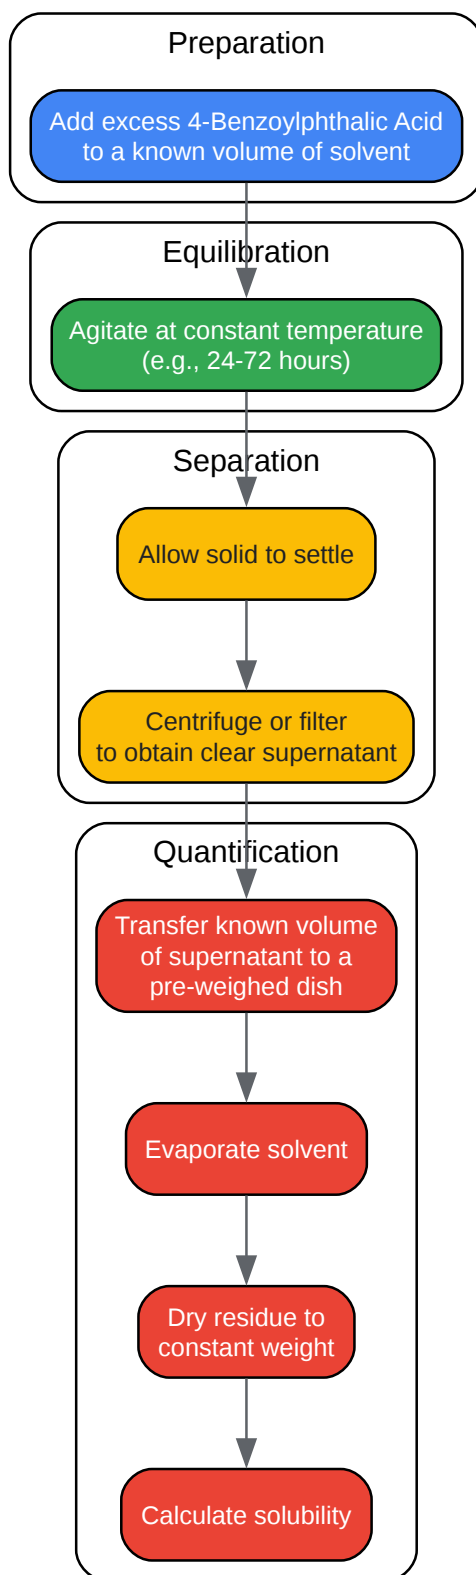 Preparation
Add excess 4-Benzoylphthalic Acid
to a known volume of solvent
Equilibration
Agitate at constant temperature
(e.g., 24-72 hours)
Separation
Allow solid to settle
Centrifuge or filter
to obtain clear supernatant
Quantification
Transfer known volume
of supernatant to a
pre-weighed dish
Evaporate solvent
Dry residue to
constant weight
Calculate solubility